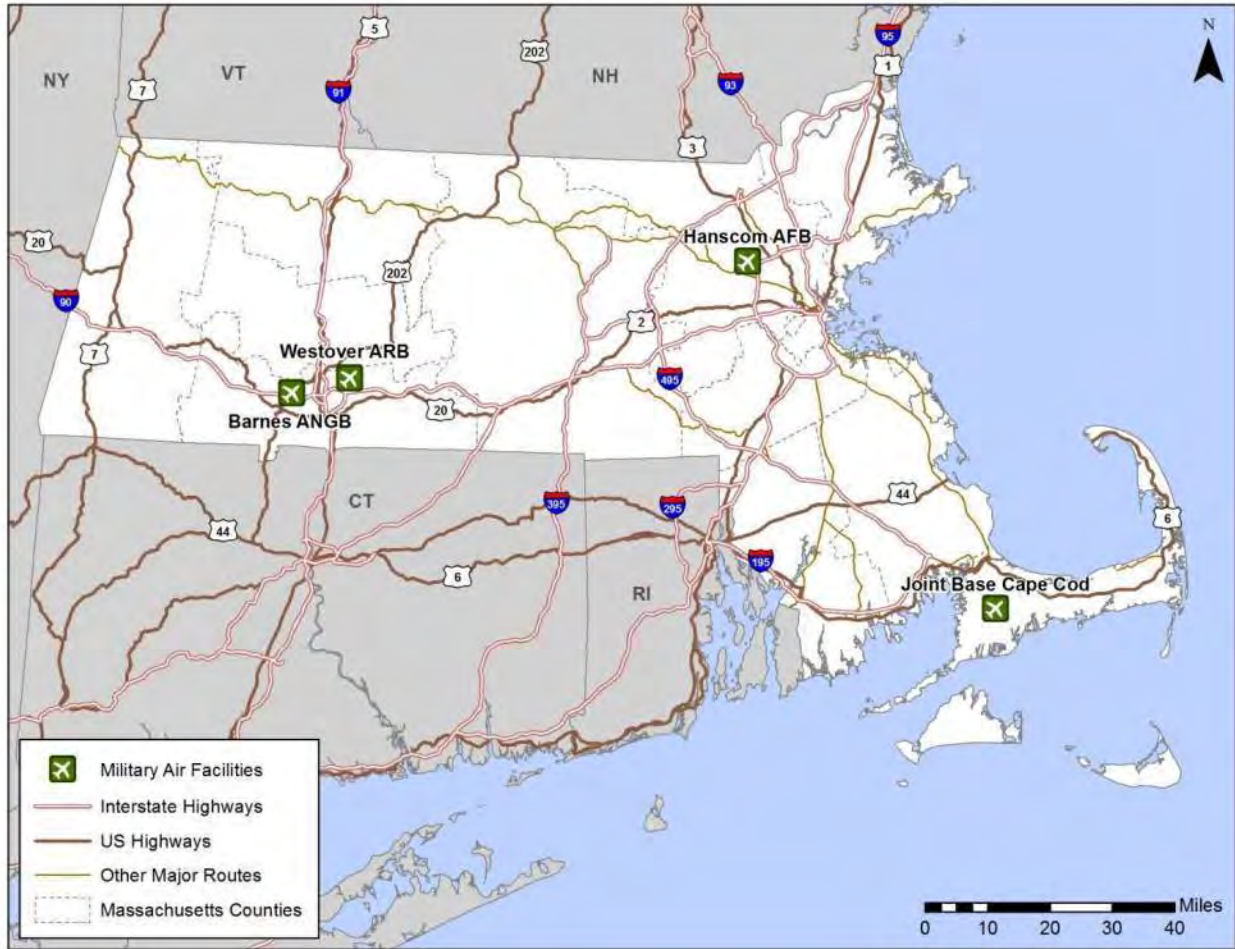 5
95
N
202
NY
VT
NH
1
7
91
93
3
20
Hanscom AFB
202
90
2
Westover ARB
7
495
20
Barnes ANGB
CT
395
295
44
44
6
195
6
RI
Joint Base Cape Cod
Military Air Facilities
Interstate Highways
US Highways
Other Major Routes
Massachusetts Counties
Miles
0 10 20 30 40